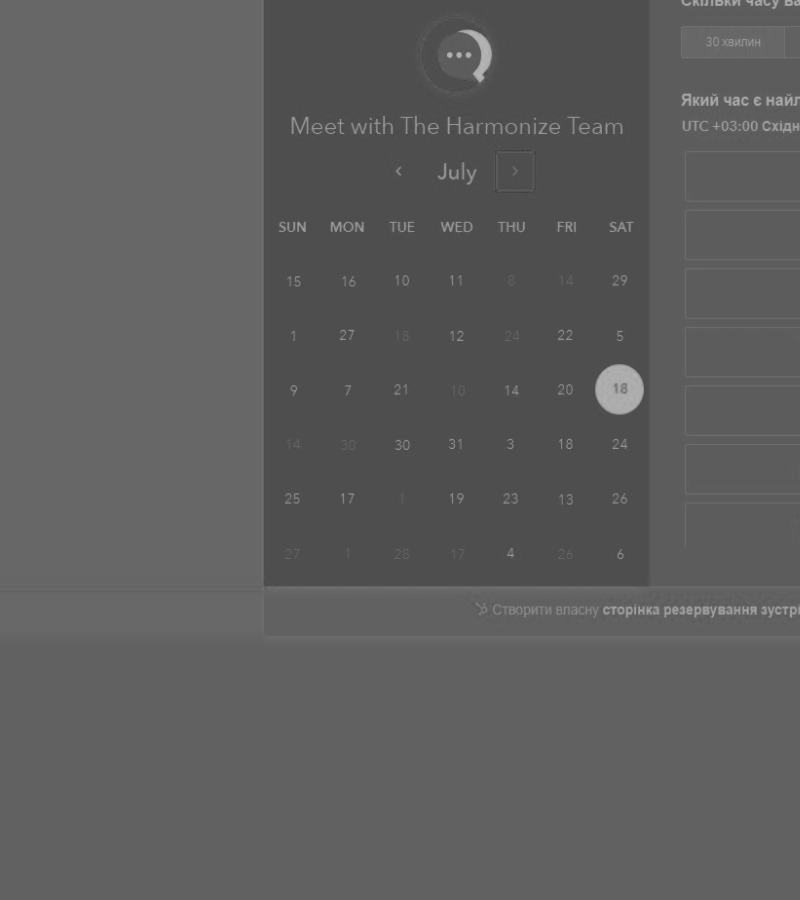 30 хвилин
Meet with The Harmonize Team
July
SUN MON TUE WED THU FRI SAT
15 16 10 11 8 14 29
1 27 18 12 24 22 5
9 7 21 10 14 20 18
14 30 30 31 3 18 24
25 17 1 19 23 13 26
27 1 28 17 4 26 6
Скільки часу ва
Який час є най
UTC +03:00 Східн
Створити власну сторінка резервування зустрі